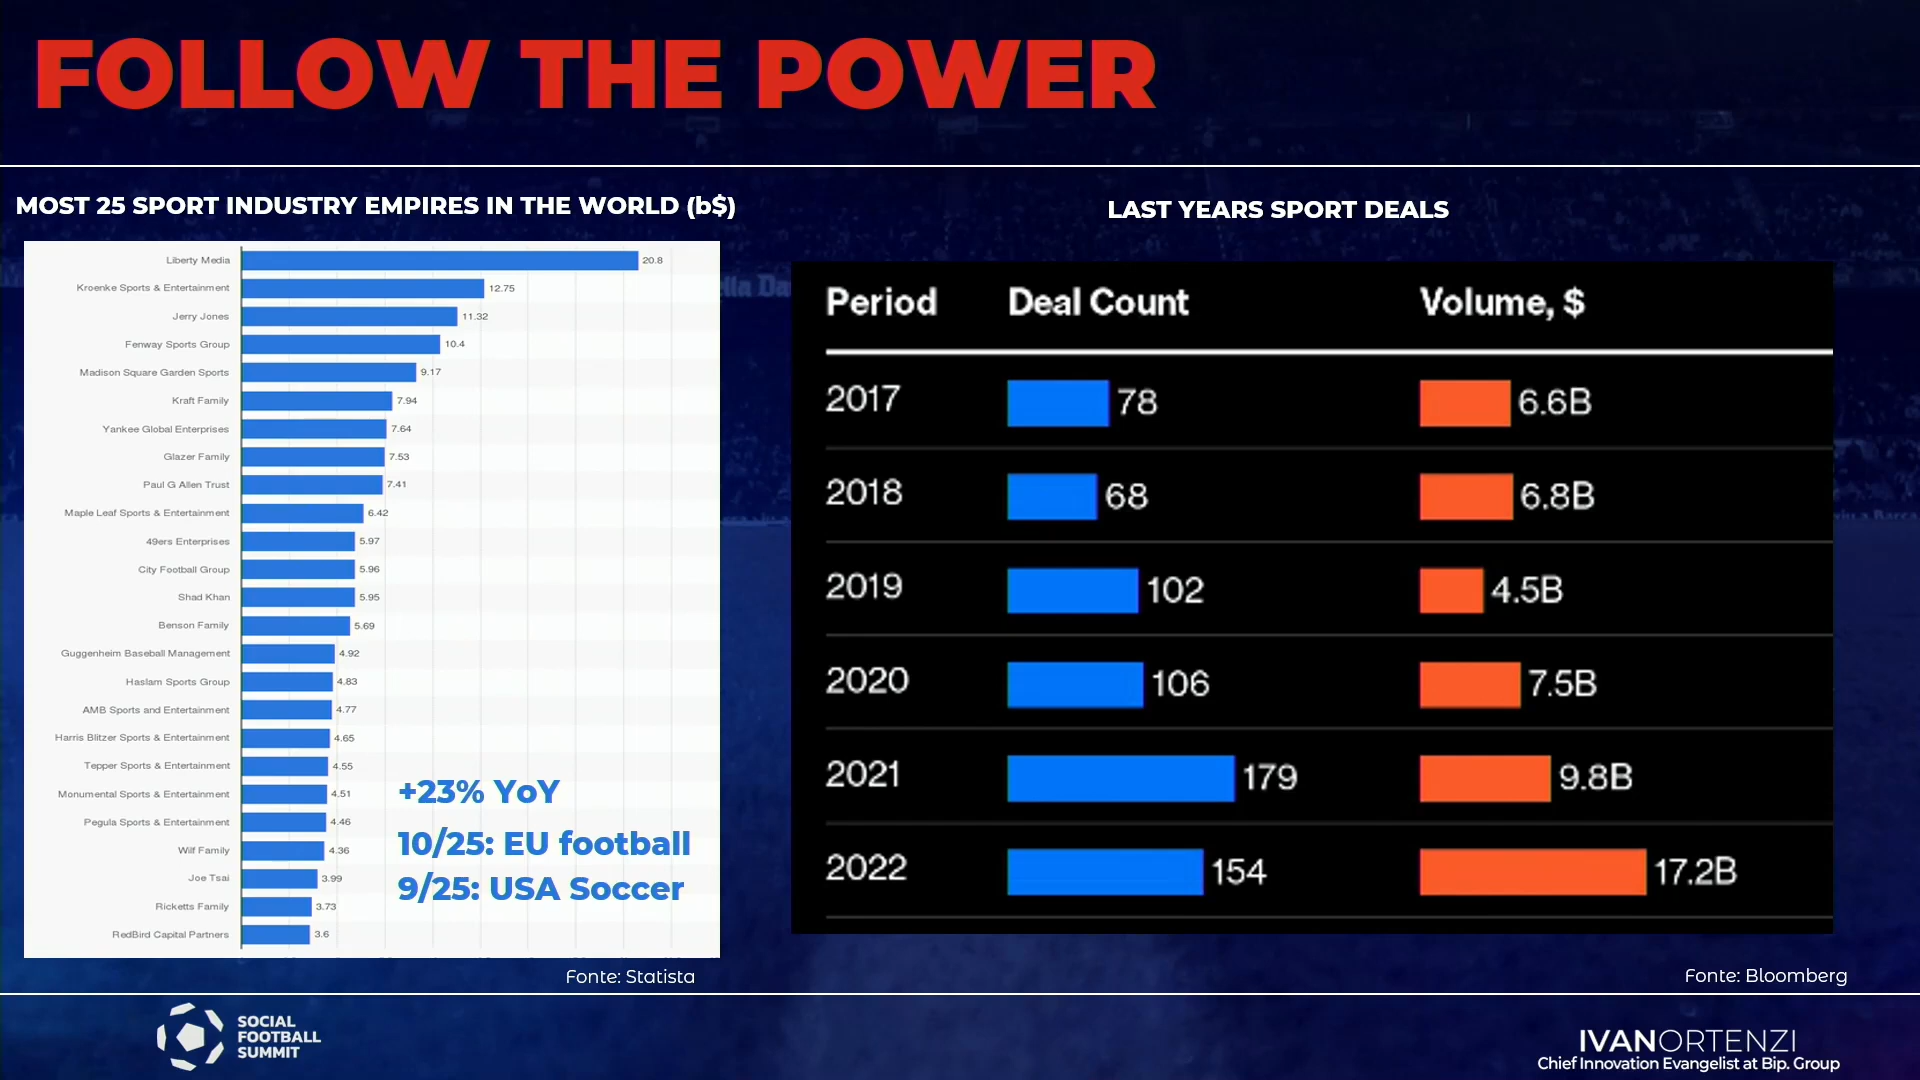 FOLLOW THE POWER
MOST 25 SPORT INDUSTRY EMPIRES IN THE WORLD (b$)
Liberty Media 20.8
Kroenke Sports & Entertainment 12.75
Jerry Jones 11.32
Fenway Sports Group 10.4
Madison Square Garden Sports 9.17
Kraft Family 7.94
Yankee Global Enterprises 7.64
Glazer Family 7.53
Paul G Allen Trust 7.41
Maple Leaf Sports & Entertainment 6.42
49ers Enterprises 5.97
City Football Group 5.96
Shad Khan 5.95
Benson Family 5.69
Guggenheim Baseball Management 4.92
Haslam Sports Group 4.83
AMB Sports and Entertainment 4.77
Harris Blitzer Sports & Entertainment 4.65
Tepper Sports & Entertainment 4.55
Monumental Sports & Entertainment 4.51
Pegula Sports & Entertainment 4.46
Wilf Family 4.36
Joe Tsai 3.99
Ricketts Family 3.73
RedBird Capital Partners 3.6
+23% YoY
10/25: EU football
9/25: USA Soccer
Fonte: Statista
LAST YEARS SPORT DEALS
Period Deal Count Volume, $
2017 78 6.6B
2018 68 6.8B
2019 102 4.5B
2020 106 7.5B
2021 179 9.8B
2022 154 17.2B
Fonte: Bloomberg
SOCIAL
FOOTBALL
SUMMIT
IVANORTENZI
Chief Innovation Evangelist at Bip. Group